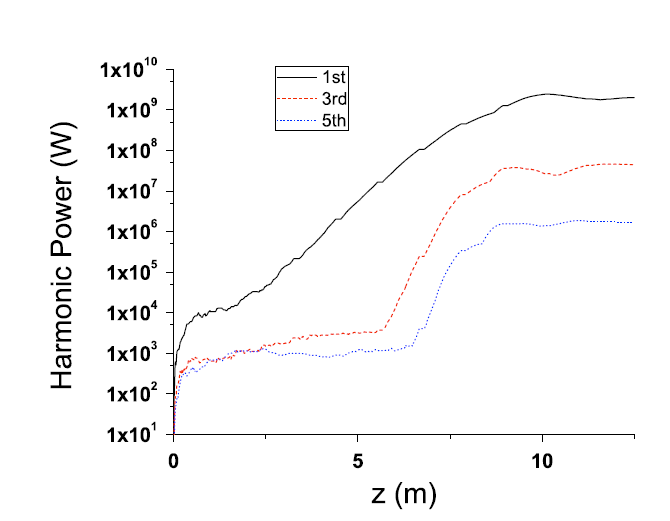 1st
3rd
5th
1x10¹⁰
1x10⁹
1x10⁸
1x10⁷
1x10⁶
1x10⁵
1x10⁴
1x10³
1x10²
1x10¹
Harmonic Power (W)
0 5 10
z (m)